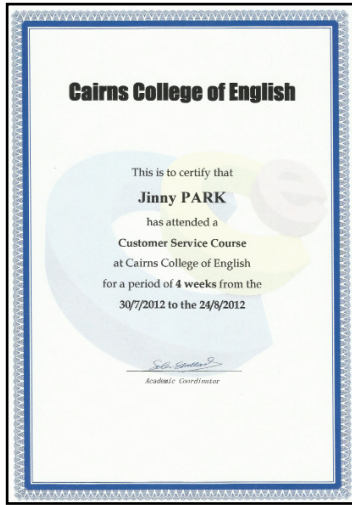 Cairns College of English
This is to certify that
Jinny PARK
has attended a
Customer Service Course
at Cairns College of English
for a period of 4 weeks from the
30/7/2012 to the 24/8/2012
Academic Coordinator